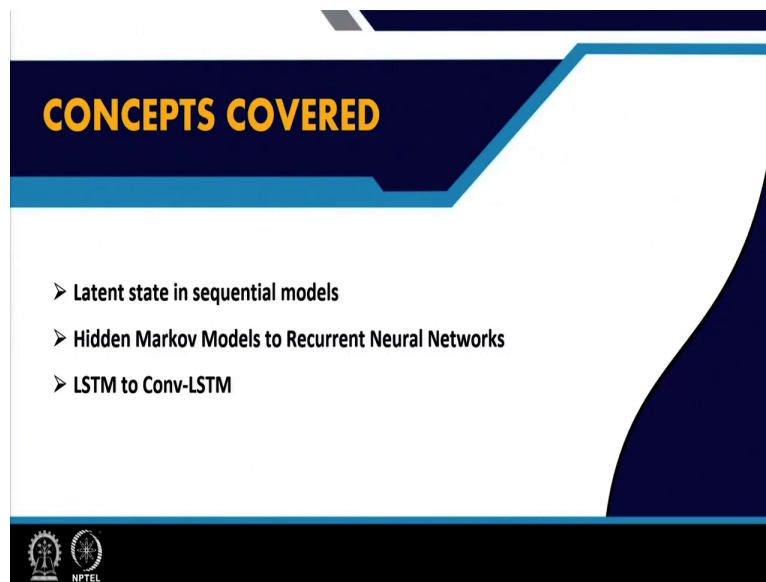 CONCEPTS COVERED
➢ Latent state in sequential models
➢ Hidden Markov Models to Recurrent Neural Networks
➢ LSTM to Conv-LSTM
NPTEL